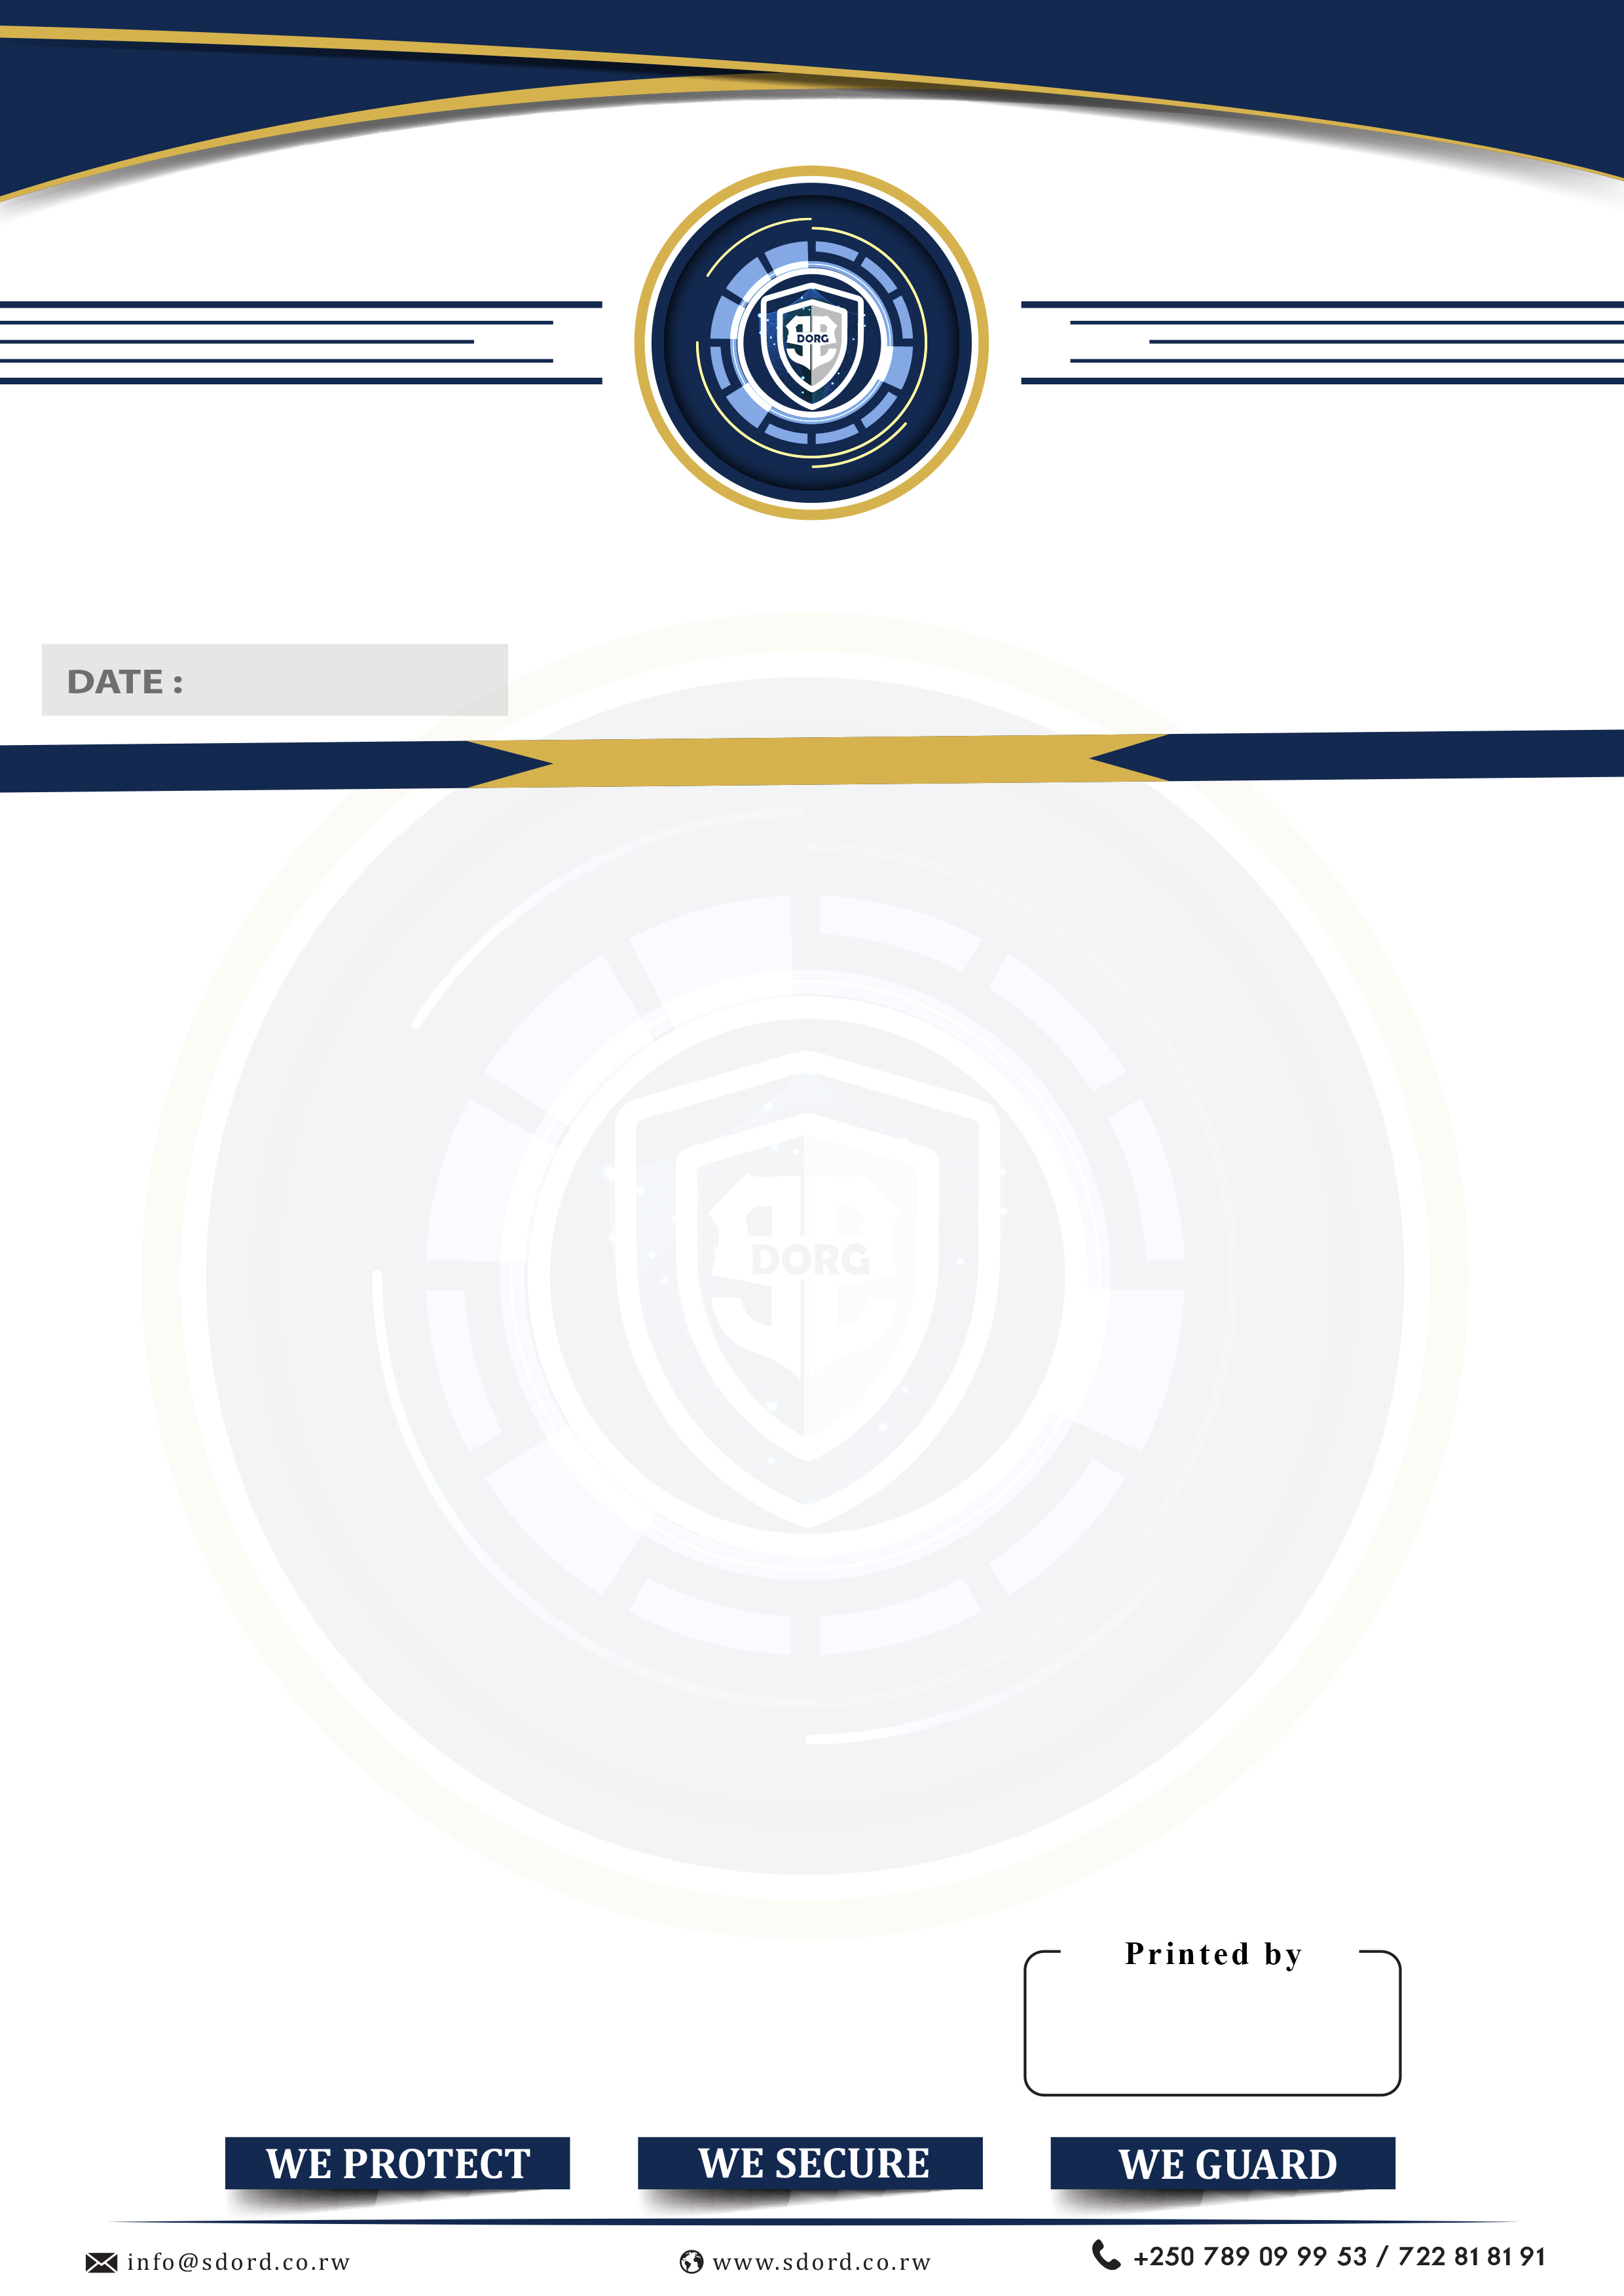 DORG
DATE :
DORG
Printed by
WE PROTECT
WE SECURE
WE GUARD
info@sdord.co.rw
www.sdord.co.rw
+250 789 09 99 53 / 722 81 81 91